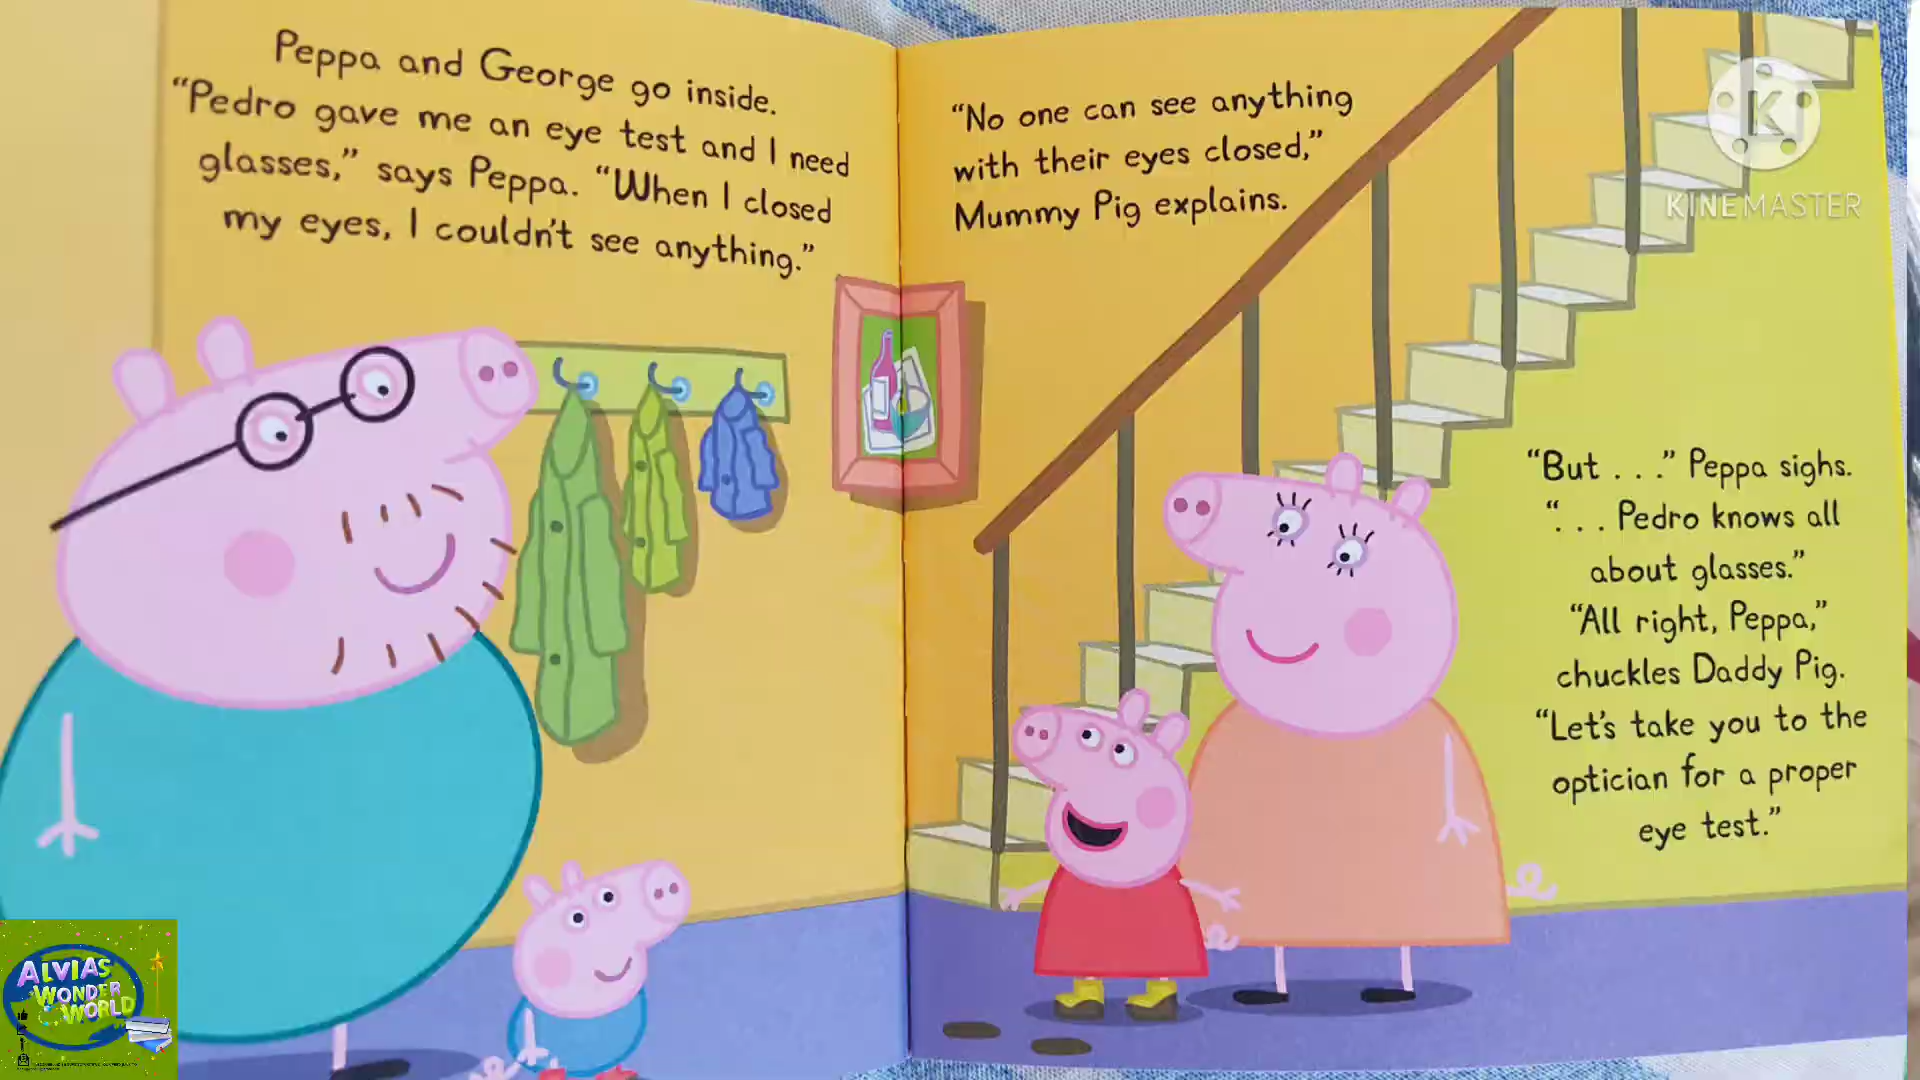 Peppa and George go inside.
“Pedro gave me an eye test and I need
glasses,” says Peppa. “When I closed
my eyes, I couldn't see anything.”
“No one can see anything
with their eyes closed,”
Mummy Pig explains.
“But . . .” Peppa sighs.
“. . . Pedro knows all
about glasses.”
“All right, Peppa,”
chuckles Daddy Pig.
“Let's take you to the
optician for a proper
eye test.”
K
KINEMASTER
ALVIAS
WONDER
WORLD